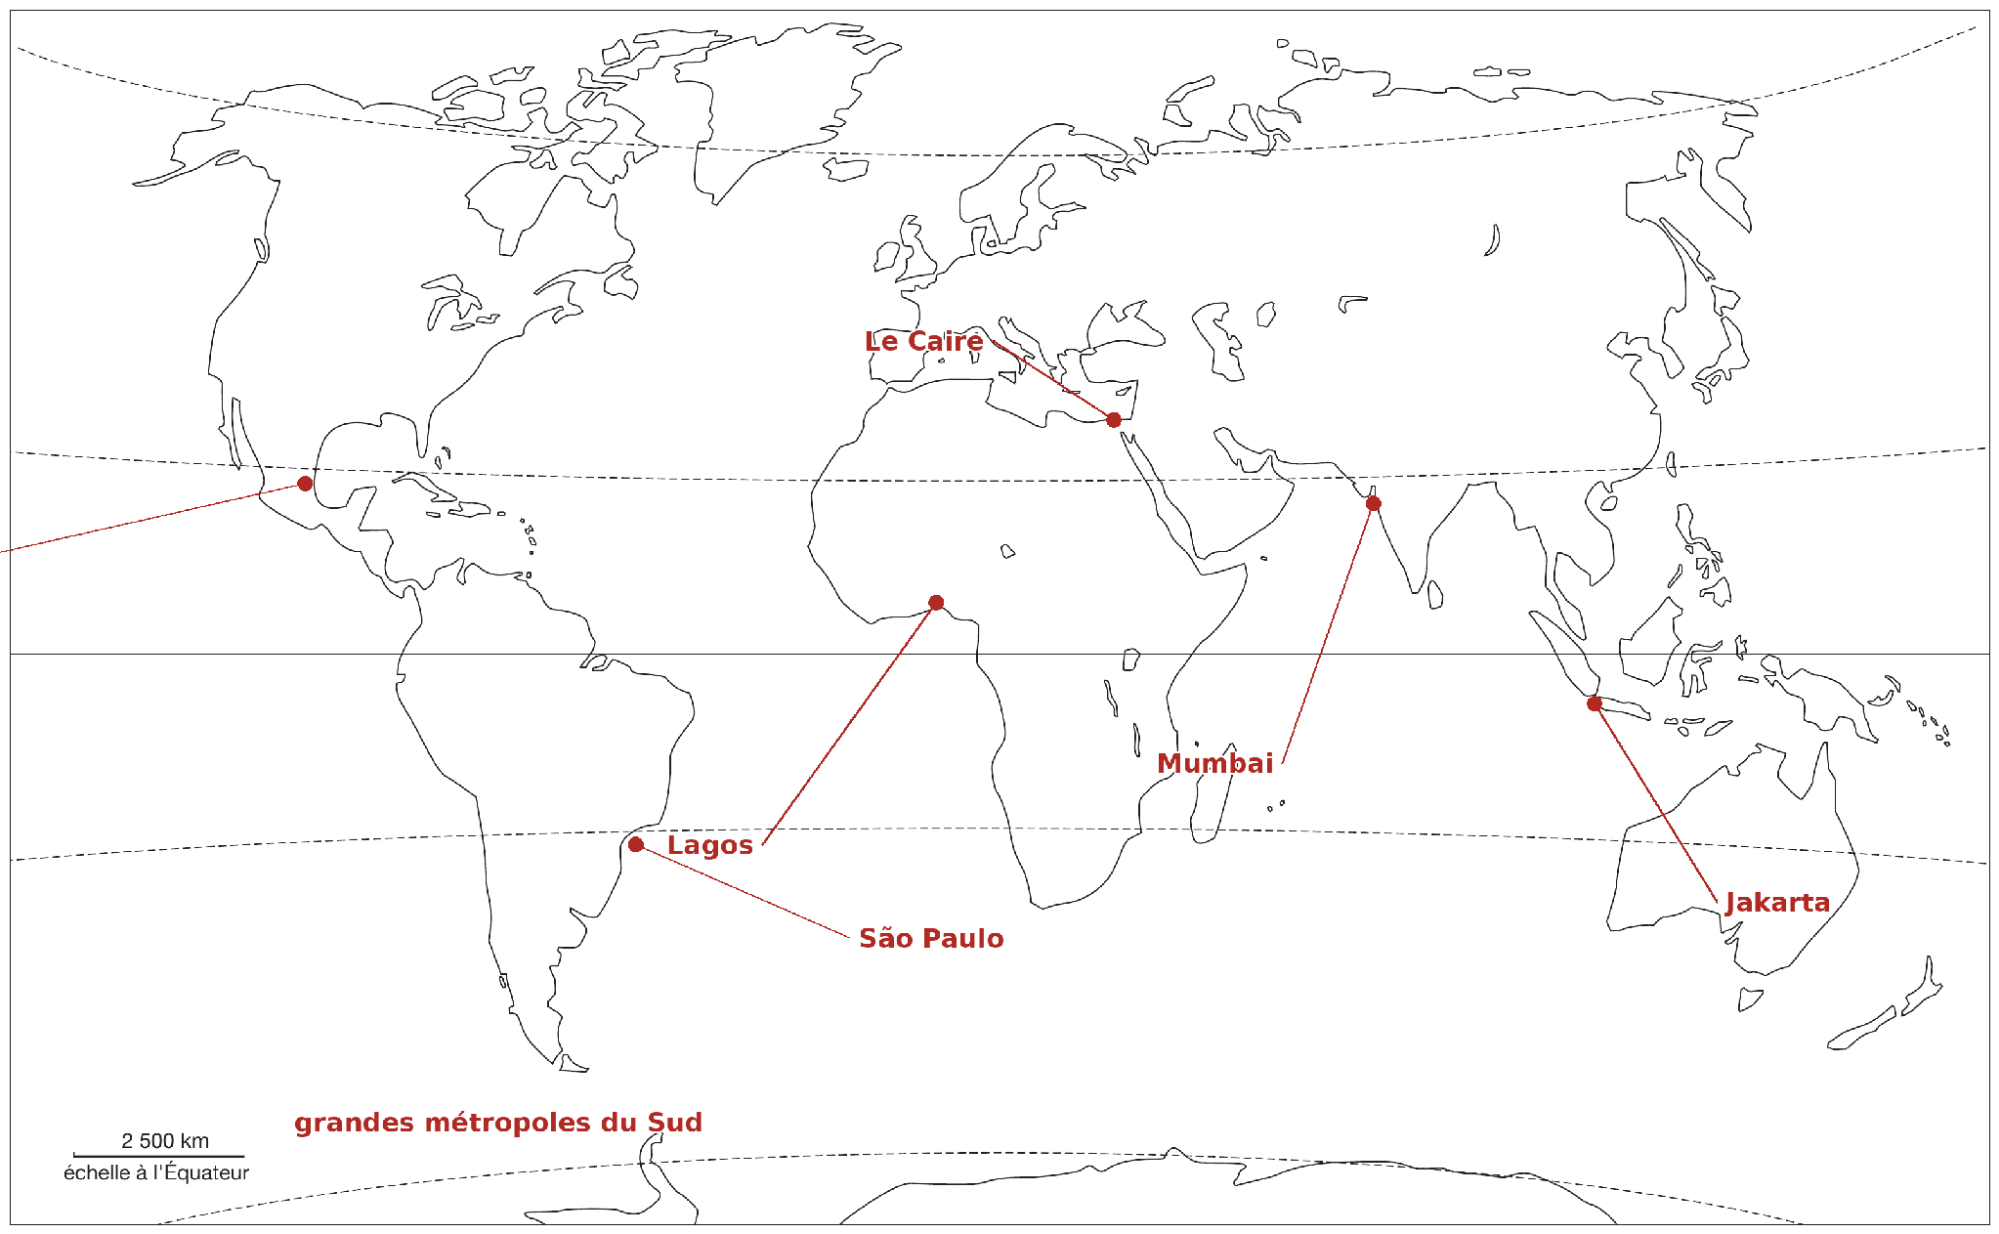 Le Caire
Mumbai
Lagos
Jakarta
São Paulo
grandes métropoles du Sud
2 500 km
échelle à l'Équateur